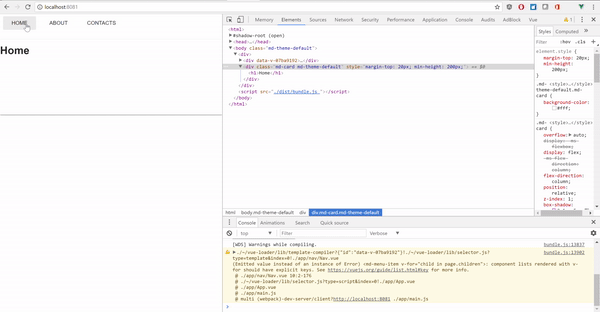 localhost:8081
HOME ABOUT CONTACTS
Home
Memory Elements Sources Network Timeline Profiles Application Security Audits AdBlock Vue 1
<html>
#shadow-root (open)
<head>…</head>
<body class="md-theme-default">
<div>
<div data-v-07ba9192>…</div>
<div class="md-card md-theme-default" style="margin-top: 20px; min-height: 200px;"> == $0
<h1>Home</h1>
</div>
</div>
<script src="./dist/bundle.js"></script>
</body>
</html>
html body.md-theme-default div div.md-card.md-theme-default
Styles Computed
Filter :hov .cls +
element.style {
margin-top: 20px;
min-height:
200px;
}
.md- <style>…</style>
theme-default.md-
card {
background-color:
#fff;
}
.md- <style>…</style>
card {
overflow: auto;
display: flex;
flex-direction:
column;
position:
relative;
z-index: 1;
box-shadow:
Console Animations Search Quick source
top Filter Verbose
[WDS] Warnings while compiling. bundle.js:13837
./~/vue-loader/lib/template-compiler?{"id":"data-v-07ba9192"}!./~/vue-loader/lib/selector.js? bundle.js:13902
type=template&index=0!./app/nav/Nav.vue
(Emitted value instead of an instance of Error) <md-menu-item v-for="child in page.children">: component lists rendered with v-
for should have explicit keys. See https://vuejs.org/guide/list.html#key for more info.
@ ./app/nav/Nav.vue 10:2-176
@ ./~/vue-loader/lib/selector.js?type=script&index=0!./app/App.vue
@ ./app/App.vue
@ ./app/main.js
@ multi (webpack)-dev-server/client?http://localhost:8081 ./app/main.js